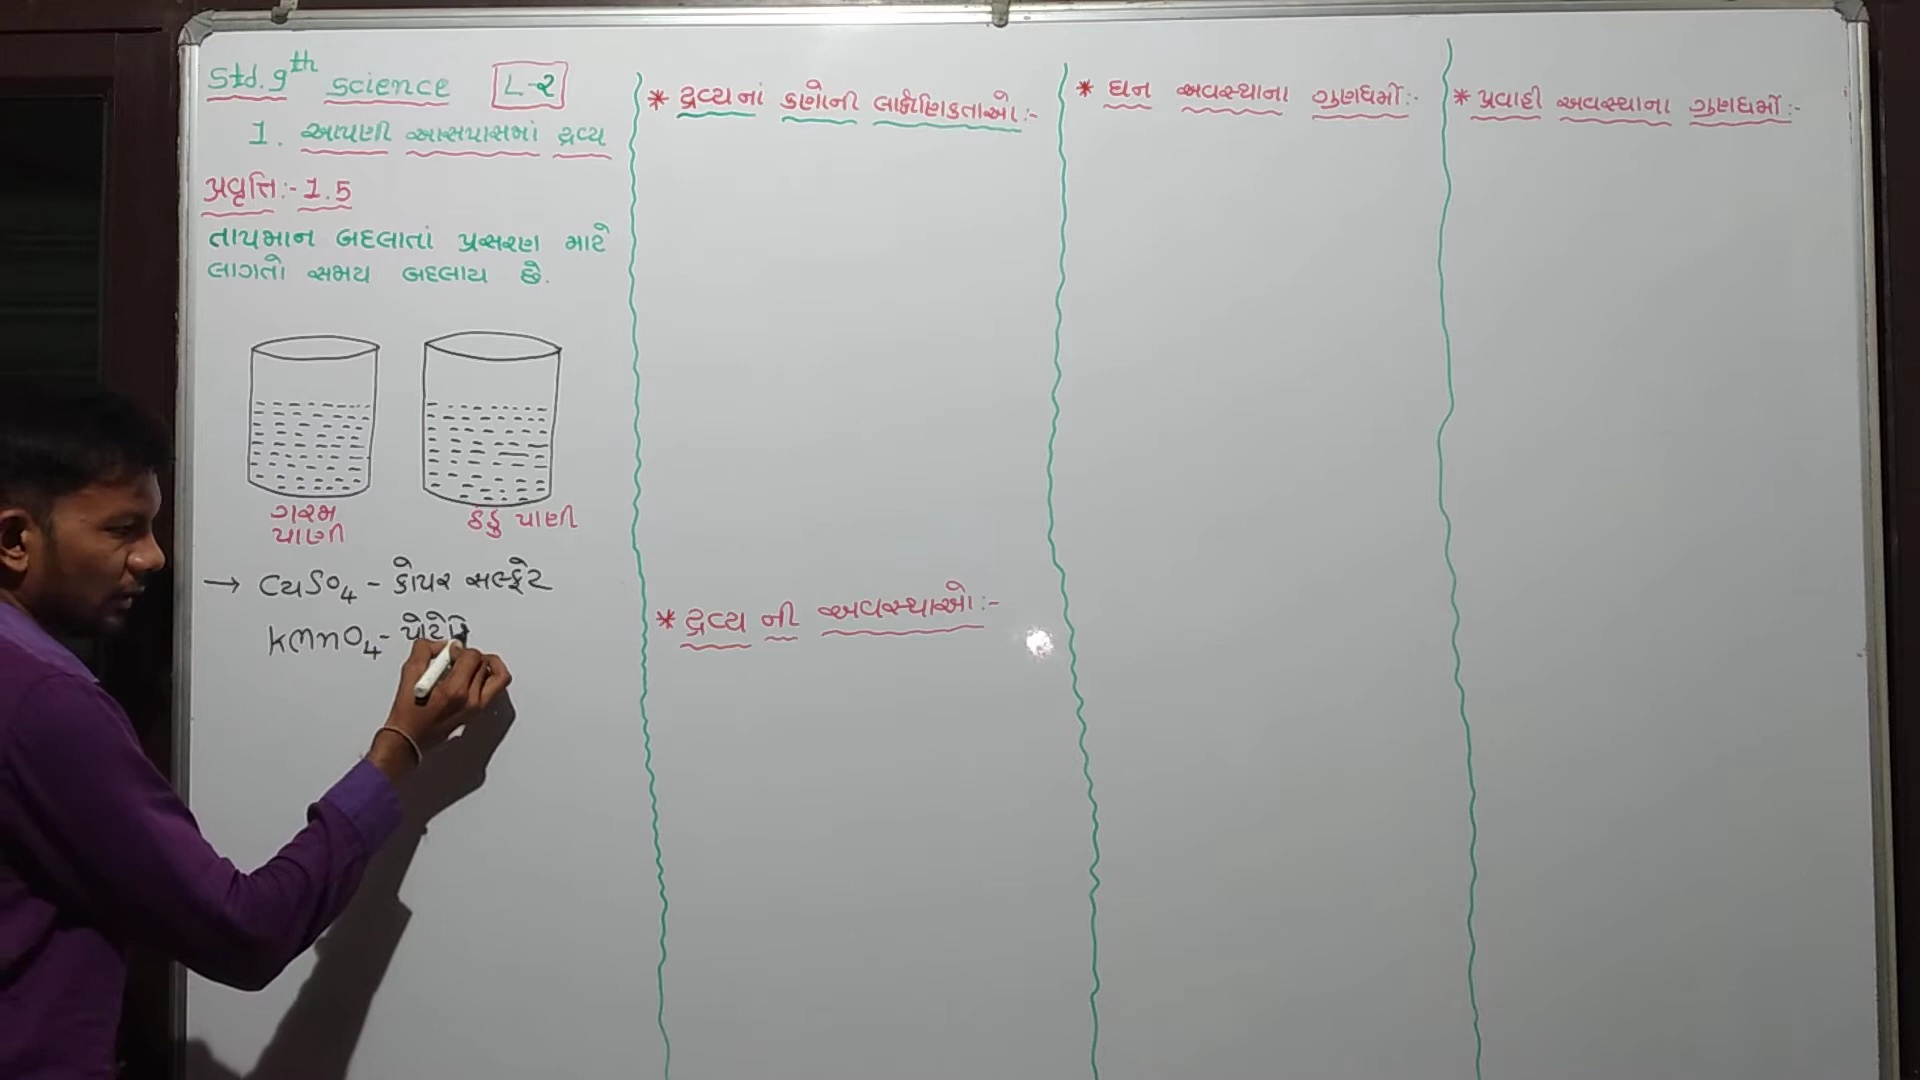 Std. 9th Science L-2
1. આપણી આસપાસમાં દ્રવ્ય
પ્રવૃત્તિ:- 1.5
તાપમાન બદલાતાં પ્રસરણ માટે
લાગતો સમય બદલાય છે.
ગરમ
પાણી
ઠંડુ પાણી
→ CuSO4 - કોપર સલ્ફેટ
KMnO4 -
* દ્રવ્યનાં કણોની લાક્ષણિકતાઓ:-
* દ્રવ્ય ની અવસ્થાઓ:-
* ઘન અવસ્થાના ગુણધર્મો:-
* પ્રવાહી અવસ્થાના ગુણધર્મો:-